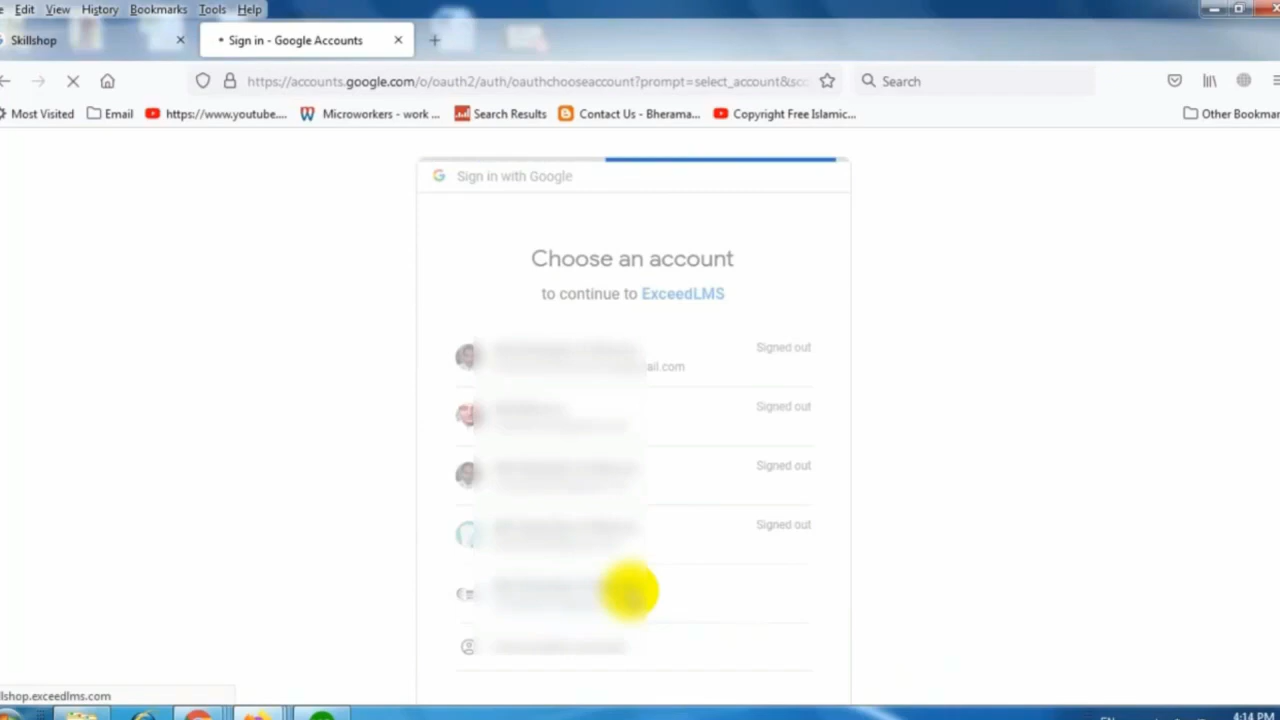 Edit View History Bookmarks Tools Help
Skillshop
• Sign in - Google Accounts
https://accounts.google.com/o/oauth2/auth/oauthchooseaccount?prompt=select_account&sc
Search
Most Visited Email https://www.youtube.... Microworkers - work ... Search Results Contact Us - Bherama... Copyright Free Islamic... Other Bookmar
Sign in with Google
Choose an account
to continue to ExceedLMS
Signed out
ail.com
Signed out
Signed out
Signed out
llshop.exceedlms.com
4:14 PM